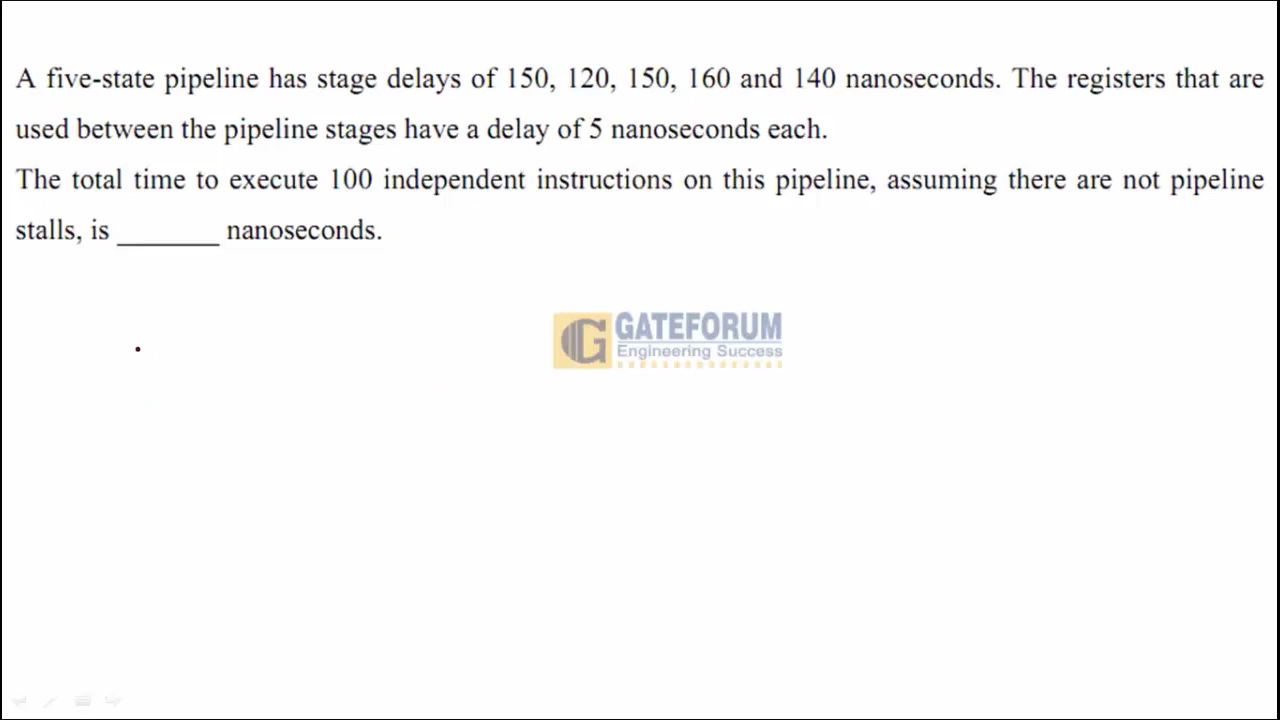 A five-state pipeline has stage delays of 150, 120, 150, 160 and 140 nanoseconds. The registers that are
used between the pipeline stages have a delay of 5 nanoseconds each.
The total time to execute 100 independent instructions on this pipeline, assuming there are not pipeline
stalls, is _______ nanoseconds.
G GATEFORUM
Engineering Success